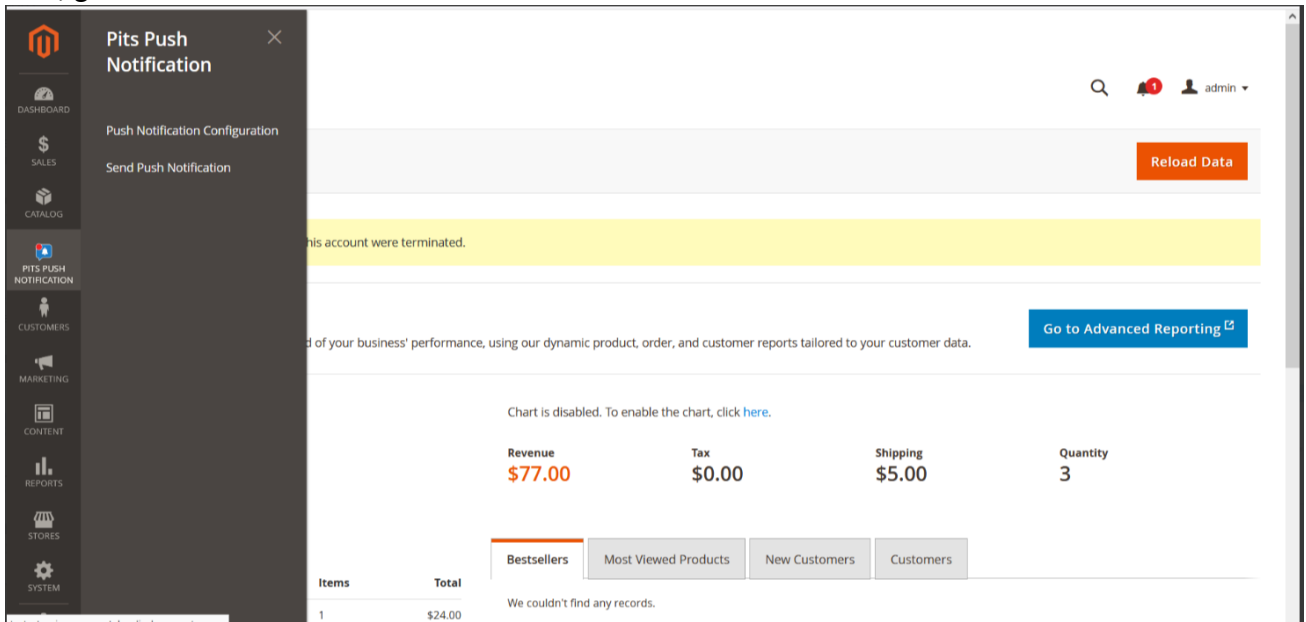 Pits Push
Notification
Push Notification Configuration
Send Push Notification
DASHBOARD
SALES
CATALOG
PITS PUSH
NOTIFICATION
CUSTOMERS
MARKETING
CONTENT
REPORTS
STORES
SYSTEM
1
admin
Reload Data
his account were terminated.
Go to Advanced Reporting
d of your business' performance, using our dynamic product, order, and customer reports tailored to your customer data.
Chart is disabled. To enable the chart, click here.
Revenue Tax Shipping Quantity
$77.00 $0.00 $5.00 3
Bestsellers Most Viewed Products New Customers Customers
We couldn't find any records.
Items Total
1 $24.00